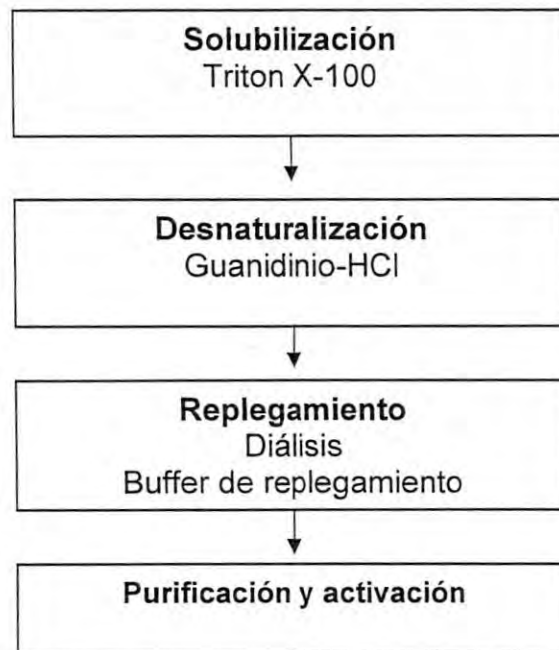 Solubilización
Triton X-100
Desnaturalización
Guanidinio-HCl
Replegamiento
Diálisis
Buffer de replegamiento
Purificación y activación